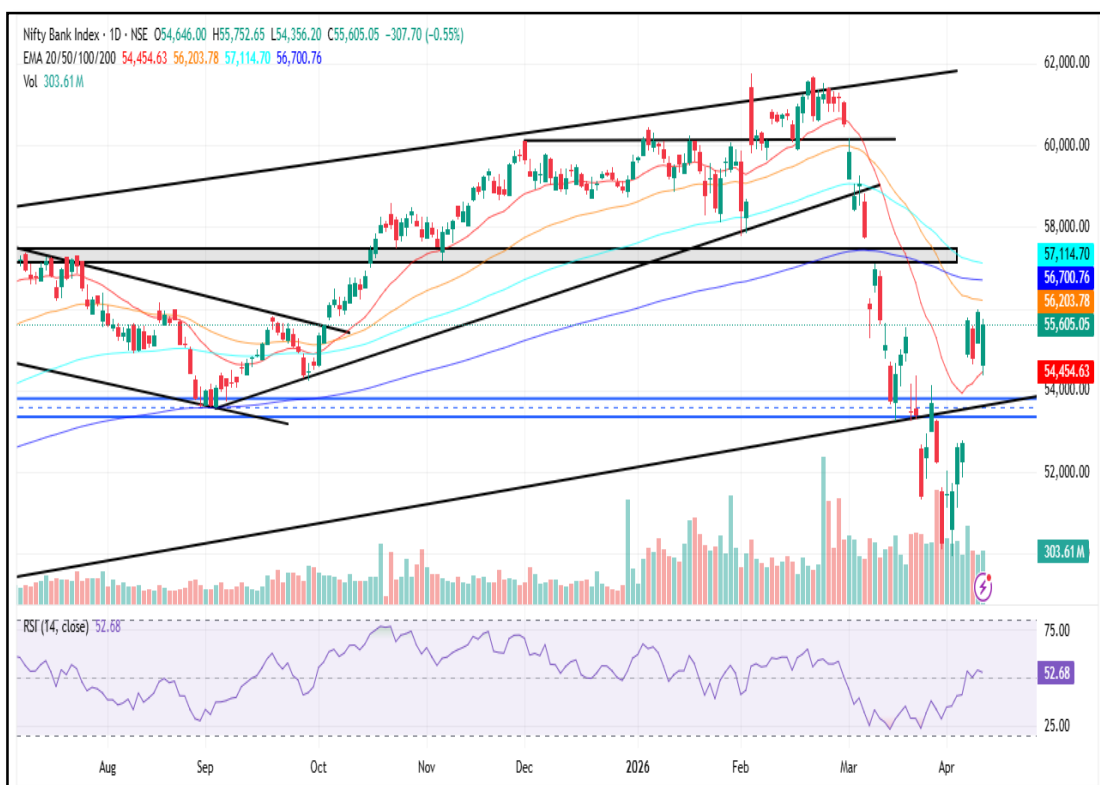 Nifty Bank Index · 1D · NSE O54,646.00 H55,752.65 L54,356.20 C55,605.05 −307.70 (−0.55%)
EMA 20/50/100/200 54,454.63 56,203.78 57,114.70 56,700.76
Vol 303.61 M
62,000.00
60,000.00
58,000.00
57,114.70
56,700.76
56,203.78
55,605.05
54,454.63
54,000.00
52,000.00
303.61 M
RSI (14, close) 52.68
75.00
52.68
25.00
Aug Sep Oct Nov Dec 2026 Feb Mar Apr